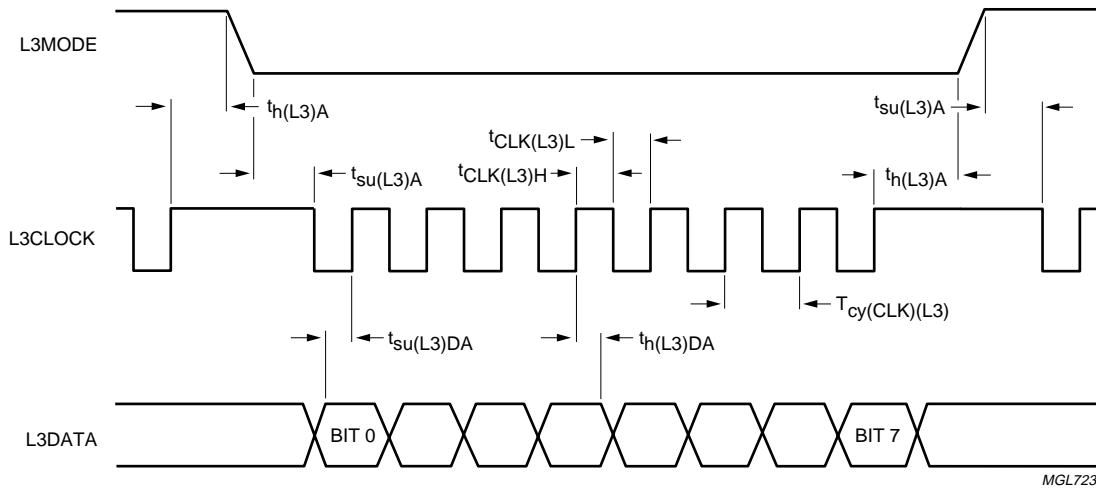 L3MODE
th(L3)A
tsu(L3)A
tCLK(L3)L
tsu(L3)A
tCLK(L3)H
th(L3)A
L3CLOCK
Tcy(CLK)(L3)
tsu(L3)DA
th(L3)DA
L3DATA
BIT 0
BIT 7
MGL723